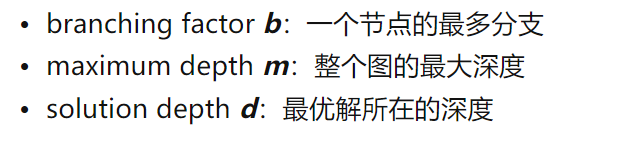 • branching factor b：一个节点的最多分支
• maximum depth m：整个图的最大深度
• solution depth d：最优解所在的深度